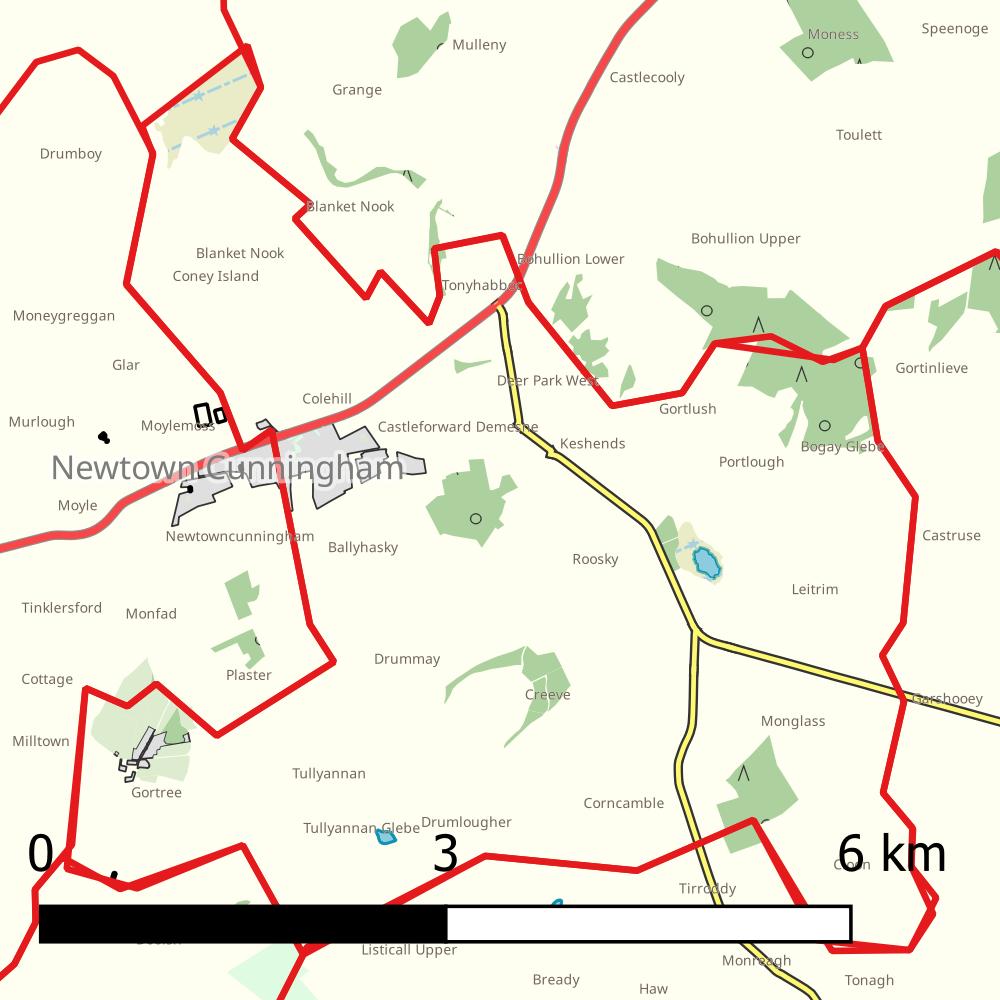 Speenoge
Moness
Mulleny
Castlecooly
Grange
Toulett
Drumboy
Blanket Nook
Bohullion Upper
Blanket Nook
Bohullion Lower
Coney Island
Tonyhabboc
Moneygreggan
Glar
Gortinlieve
Deer Park West
Colehill
Gortlush
Murlough
Moylemoss
Castleforward Demesne
Keshends
Bogay Glebe
Portlough
Newtown Cunningham
Moyle
Newtowncunningham
Castruse
Ballyhasky
Roosky
Leitrim
Tinklersford
Monfad
Drummay
Plaster
Cottage
Creeve
Garshooey
Monglass
Milltown
Tullyannan
Gortree
Corncamble
Drumlougher
Tullyannan Glebe
0 3 6 km
Tirroddy
Listicall Upper
Monreagh
Bready
Tonagh
Haw